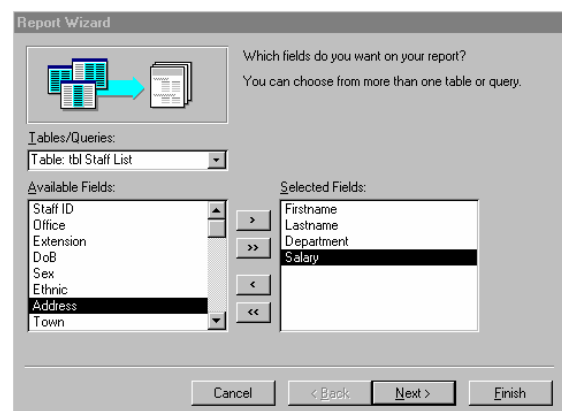 Report Wizard
Which fields do you want on your report?
You can choose from more than one table or query.
Tables/Queries:
Table: tbl Staff List
Available Fields:
Selected Fields:
Staff ID
Office
Extension
DoB
Sex
Ethnic
Address
Town
>
>>
<
<<
Firstname
Lastname
Department
Salary
Cancel
< Back
Next >
Finish